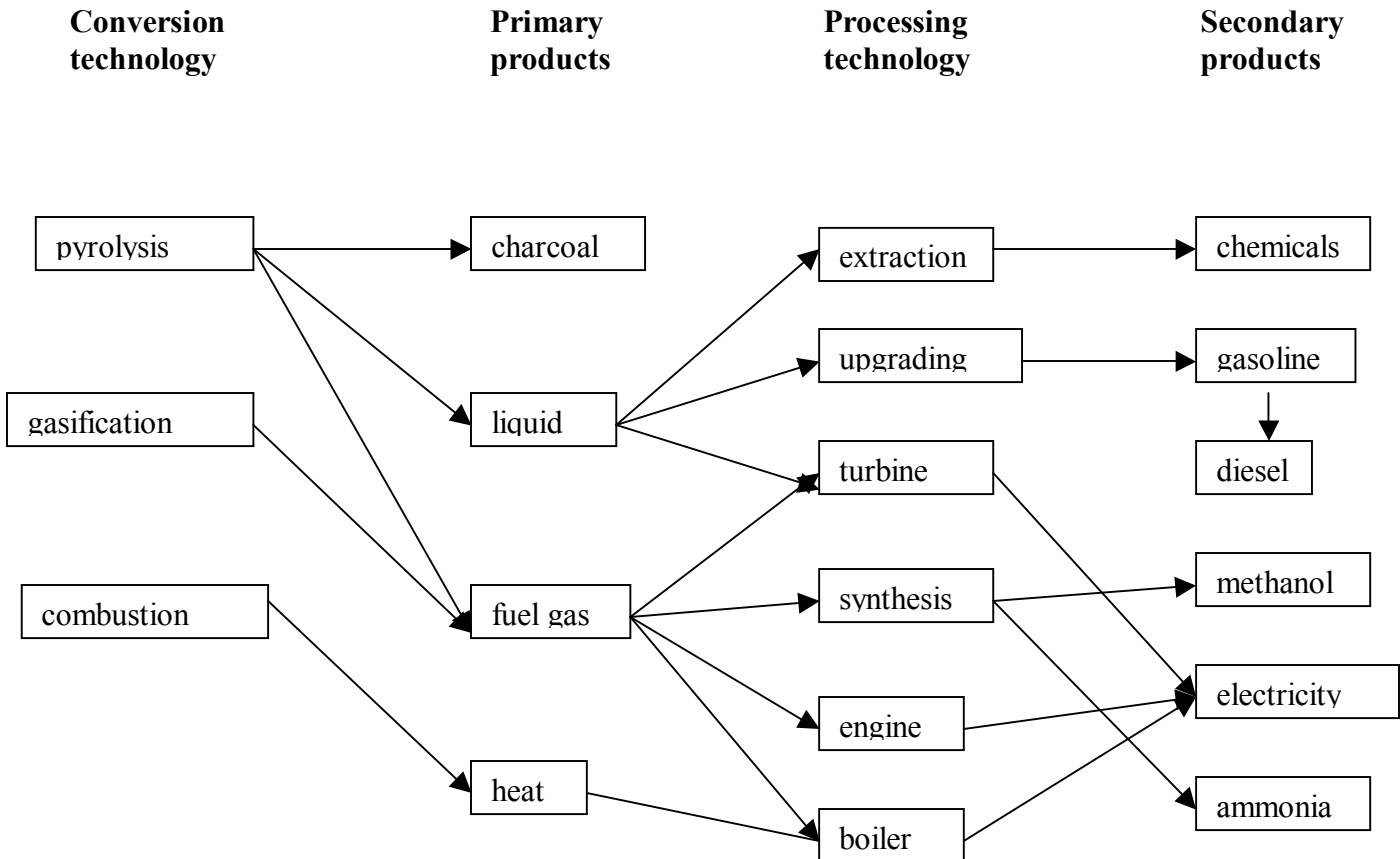 Conversion
technology
Primary
products
Processing
technology
Secondary
products
pyrolysis
charcoal
extraction
chemicals
upgrading
gasoline
gasification
liquid
turbine
diesel
combustion
fuel gas
synthesis
methanol
engine
electricity
heat
boiler
ammonia